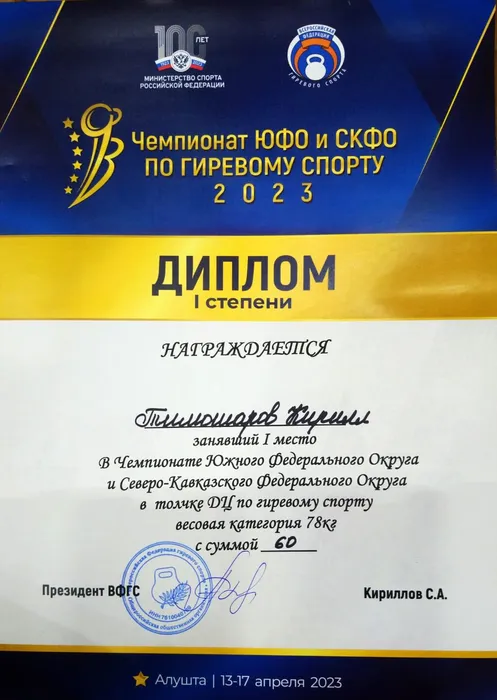 100 ЛЕТ
МИНИСТЕРСТВО СПОРТА
РОССИЙСКОЙ ФЕДЕРАЦИИ
ВСЕРОССИЙСКАЯ
ФЕДЕРАЦИЯ
ГИРЕВОГО СПОРТА
Чемпионат ЮФО и СКФО
ПО ГИРЕВОМУ СПОРТУ
2023
ДИПЛОМ
I степени
НАГРАЖДАЕТСЯ
Тимошаров Кирилл
занявший I место
В Чемпионате Южного Федерального Округа
и Северо-Кавказского Федерального Округа
в толчке ДЦ по гиревому спорту
весовая категория 78кг
с суммой 60
Президент ВФГС
Кириллов С.А.
Алушта | 13-17 апреля 2023